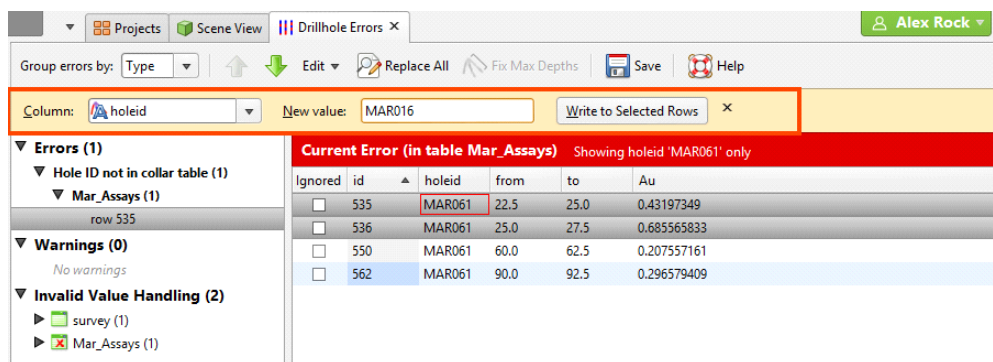 Projects Scene View Drillhole Errors ×
Alex Rock
Group errors by: Type Edit Replace All Fix Max Depths Save Help
Column: holeid New value: MAR016 Write to Selected Rows ×
Errors (1)
Hole ID not in collar table (1)
Mar_Assays (1)
row 535
Warnings (0)
No warnings
Invalid Value Handling (2)
survey (1)
Mar_Assays (1)
Current Error (in table Mar_Assays) Showing holeid 'MAR061' only
Ignored id holeid from to Au
535 MAR061 22.5 25.0 0.43197349
536 MAR061 25.0 27.5 0.685565833
550 MAR061 60.0 62.5 0.207557161
562 MAR061 90.0 92.5 0.296579409